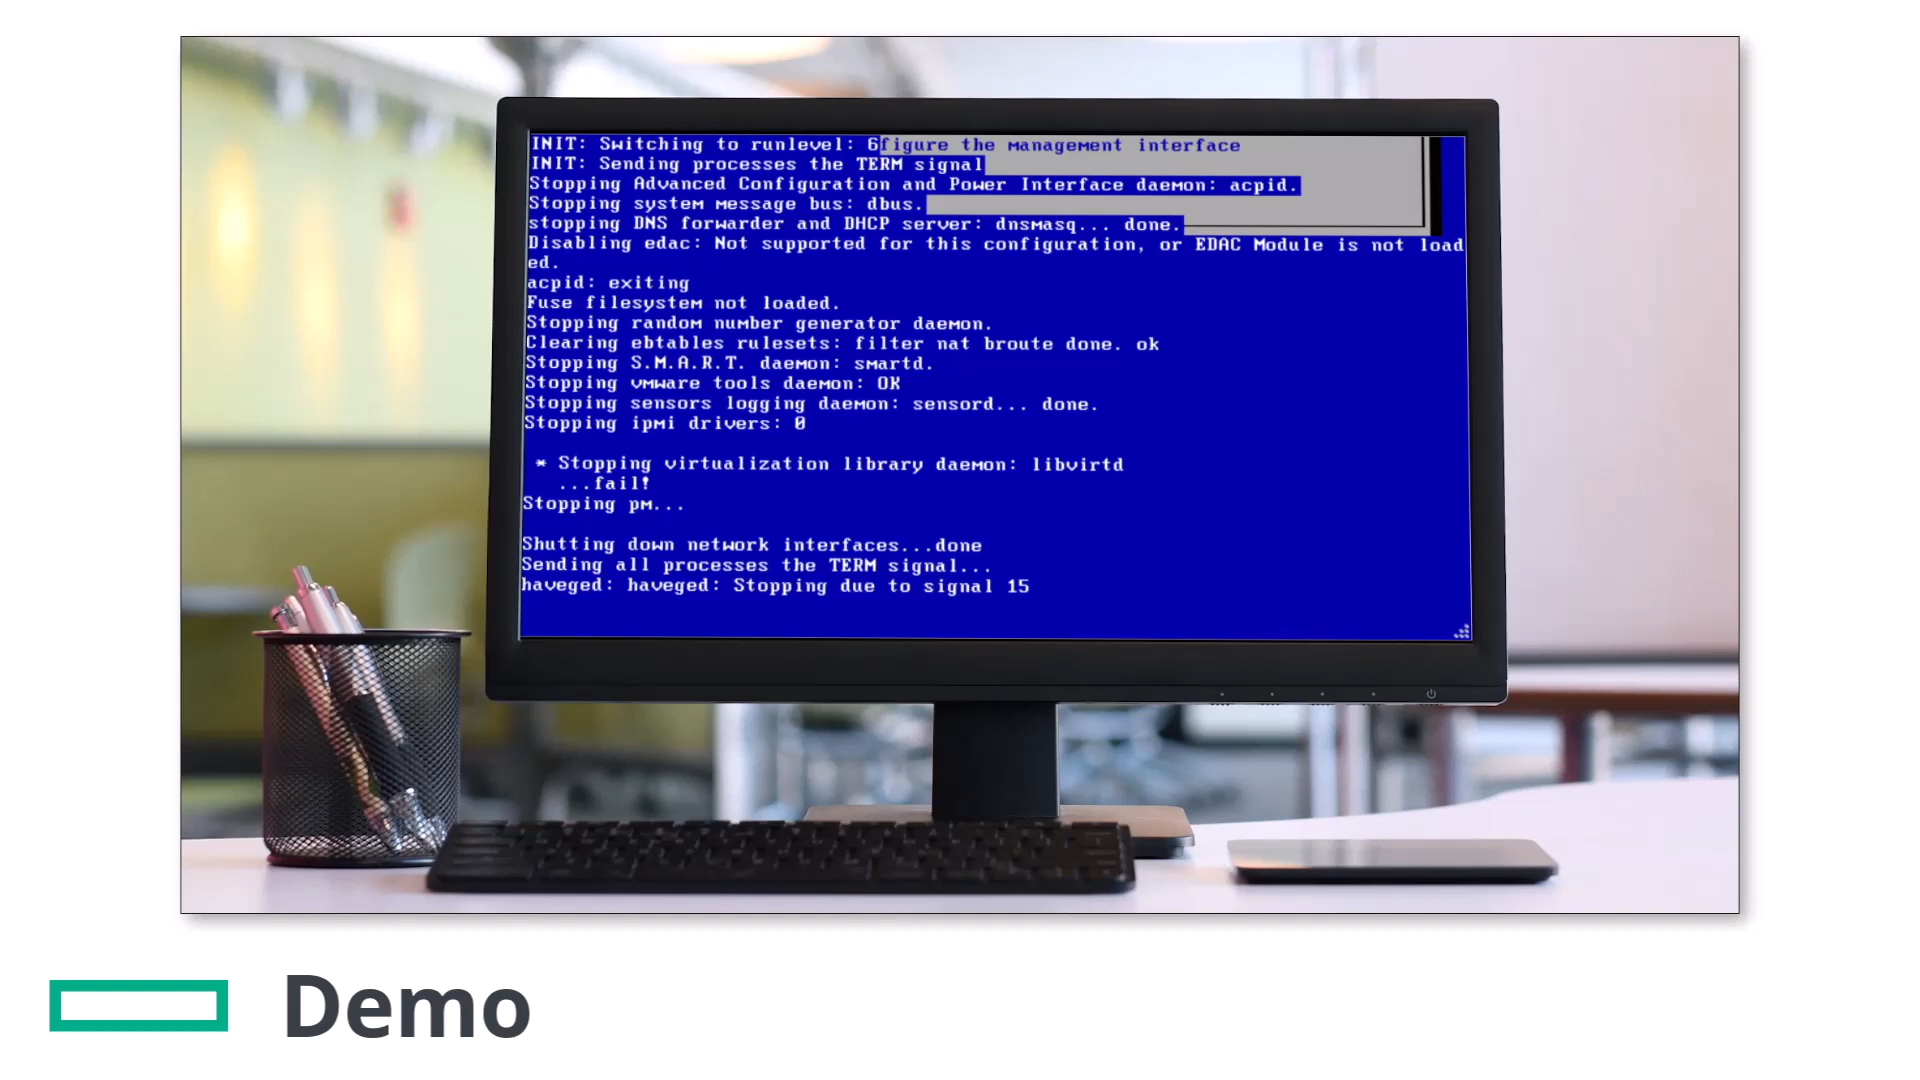 INIT: Switching to runlevel: 6figure the management interface
INIT: Sending processes the TERM signal
Stopping Advanced Configuration and Power Interface daemon: acpid.
Stopping system message bus: dbus.
stopping DNS forwarder and DHCP server: dnsmasq... done.
Disabling edac: Not supported for this configuration, or EDAC Module is not load
ed.
acpid: exiting
Fuse filesystem not loaded.
Stopping random number generator daemon.
Clearing ebtables rulesets: filter nat broute done. ok
Stopping S.M.A.R.T. daemon: smartd.
Stopping vmware tools daemon: OK
Stopping sensors logging daemon: sensord... done.
Stopping ipmi drivers: 0
* Stopping virtualization library daemon: libvirtd
...fail!
Stopping pm...
Shutting down network interfaces...done
Sending all processes the TERM signal...
haveged: haveged: Stopping due to signal 15
Demo